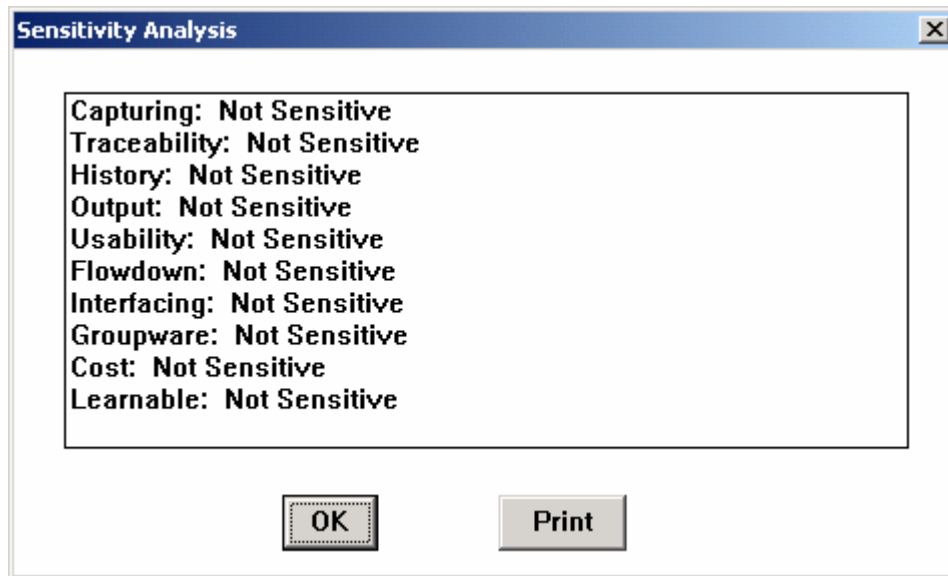 Sensitivity Analysis
Capturing: Not Sensitive
Traceability: Not Sensitive
History: Not Sensitive
Output: Not Sensitive
Usability: Not Sensitive
Flowdown: Not Sensitive
Interfacing: Not Sensitive
Groupware: Not Sensitive
Cost: Not Sensitive
Learnable: Not Sensitive
OK
Print